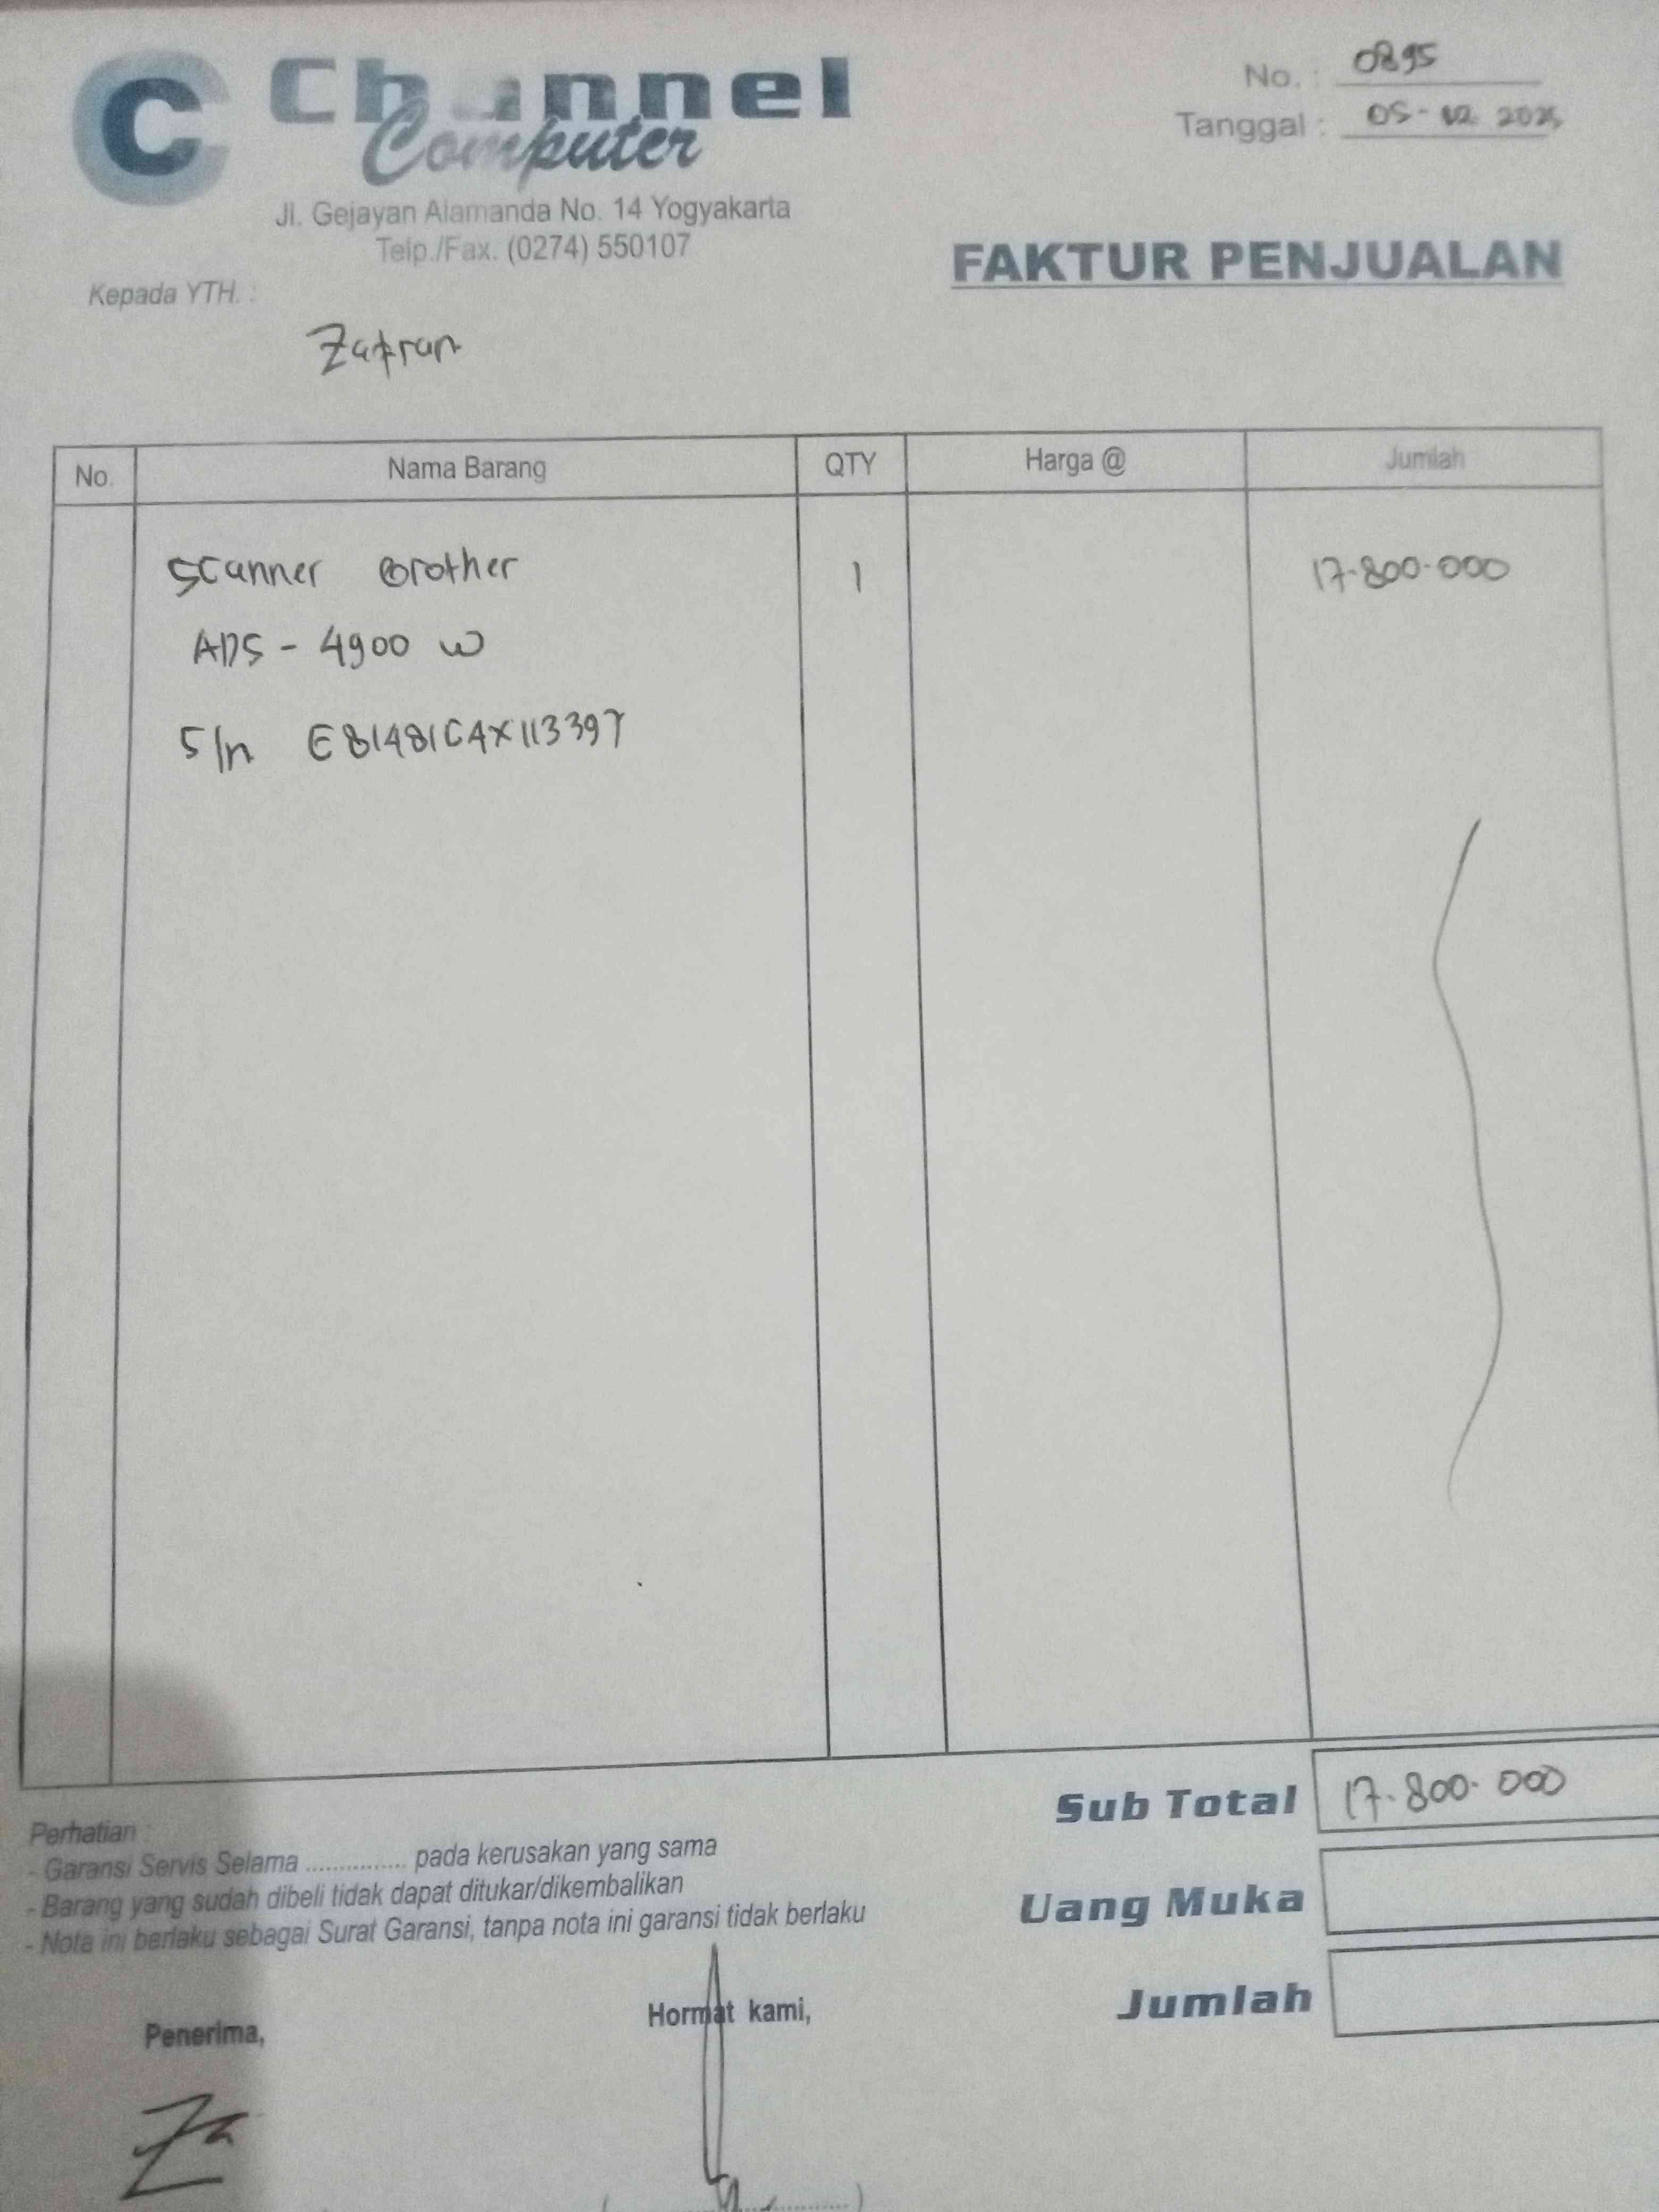 C Channel
Computer
Jl. Gejayan Alamanda No. 14 Yogyakarta
Telp./Fax. (0274) 550107
No. : 0895
Tanggal : 05-12 2025
FAKTUR PENJUALAN
Kepada YTH. :
Zafran
No. Nama Barang QTY Harga @ Jumlah
Scanner Brother 1 17.800.000
ADS - 4900 W
S/n E81481C4X113397
Sub Total 17.800.000
Uang Muka
Jumlah
Perhatian :
- Garansi Servis Selama ............... pada kerusakan yang sama
- Barang yang sudah dibeli tidak dapat ditukar/dikembalikan
- Nota ini berlaku sebagai Surat Garansi, tanpa nota ini garansi tidak berlaku
Penerima, Hormat kami,